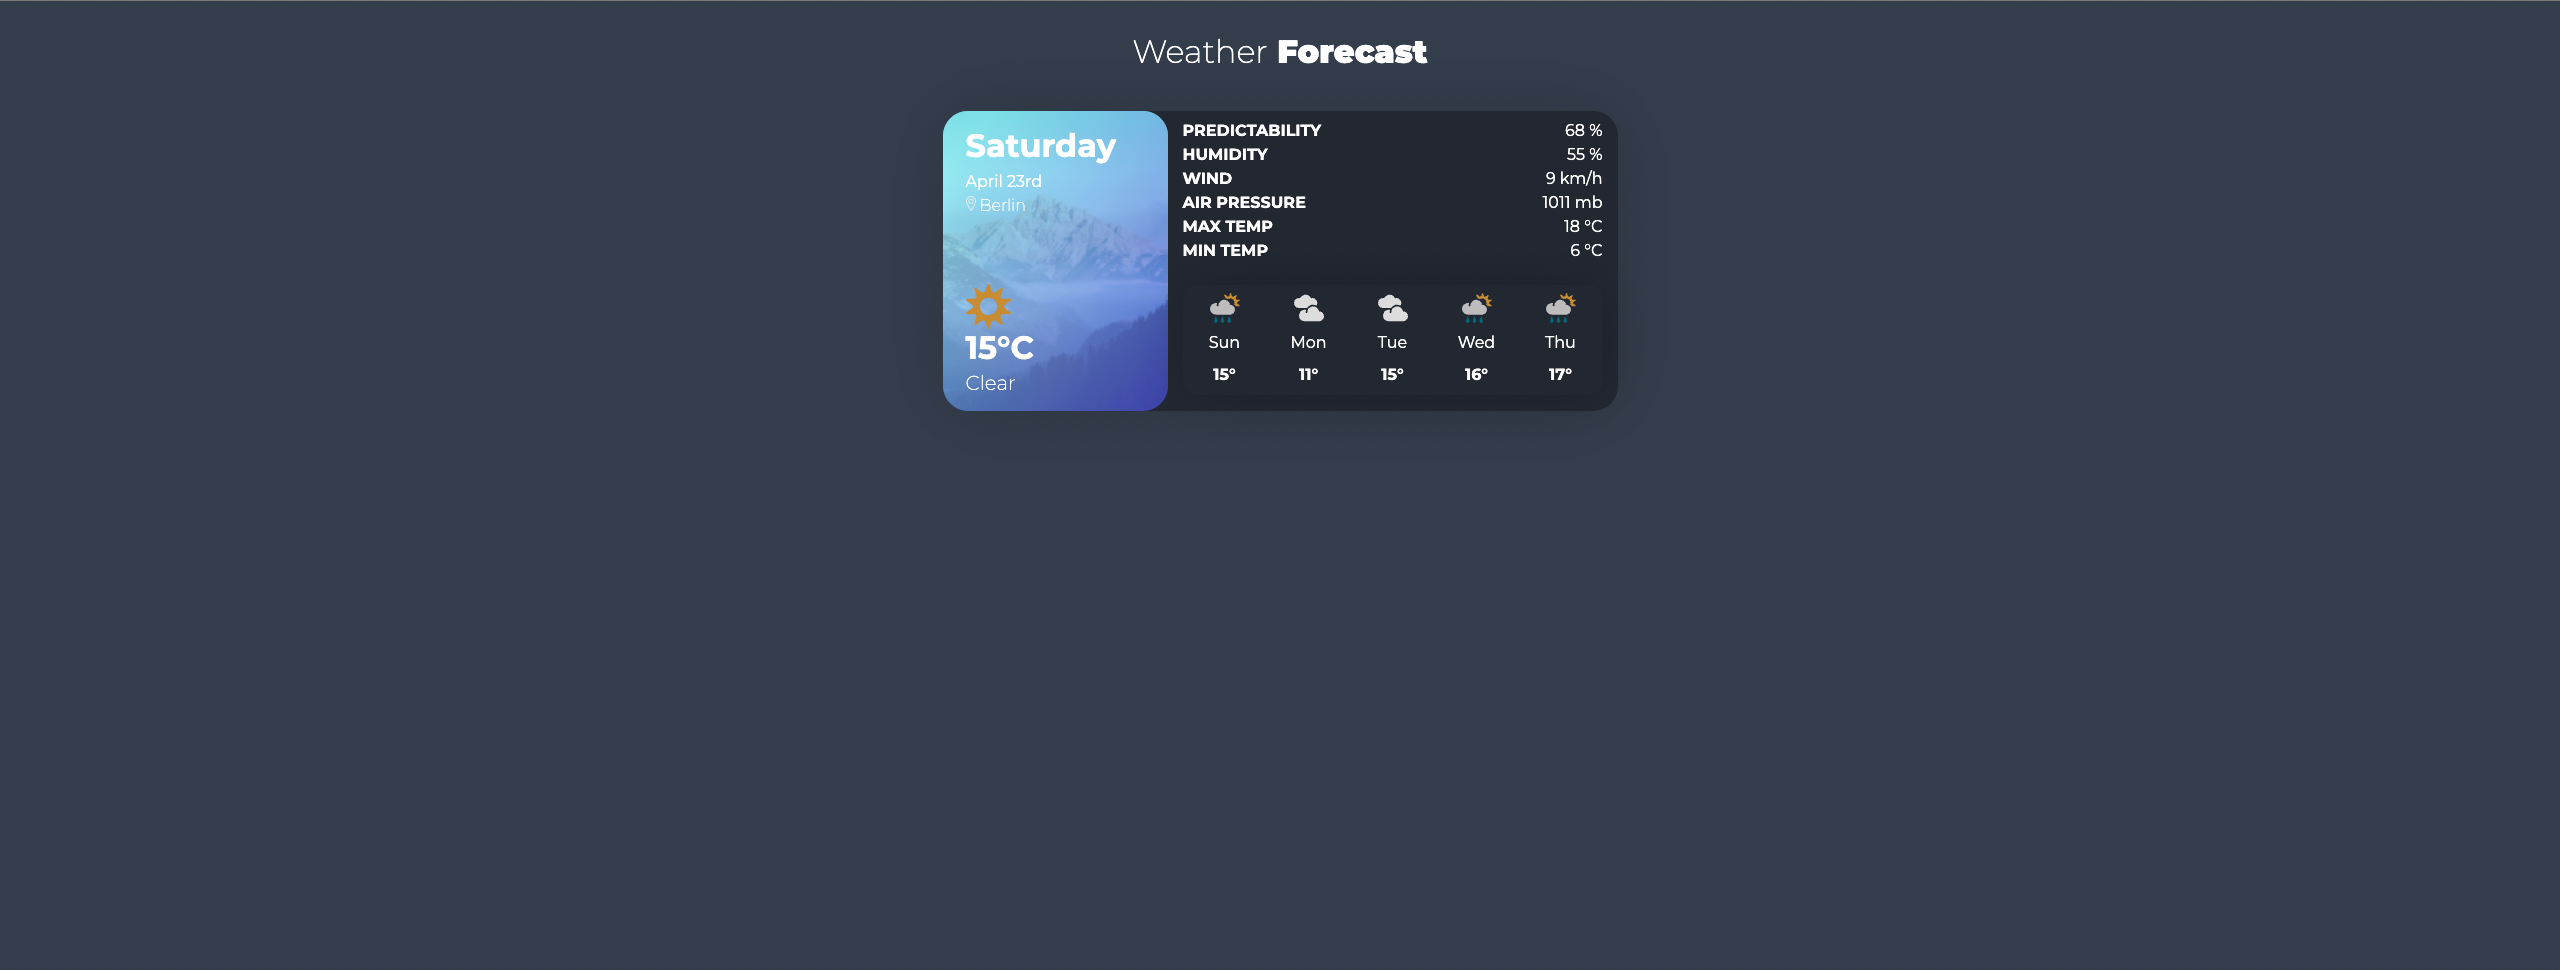 Weather Forecast
Saturday
April 23rd
Berlin
15°C
Clear
PREDICTABILITY 68 %
HUMIDITY 55 %
WIND 9 km/h
AIR PRESSURE 1011 mb
MAX TEMP 18 °C
MIN TEMP 6 °C
Sun Mon Tue Wed Thu
15° 11° 15° 16° 17°